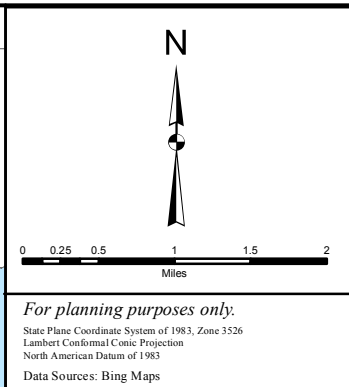 N
0 0.25 0.5 1 1.5 2
Miles
For planning purposes only.
State Plane Coordinate System of 1983, Zone 3526
Lambert Conformal Conic Projection
North American Datum of 1983
Data Sources: Bing Maps